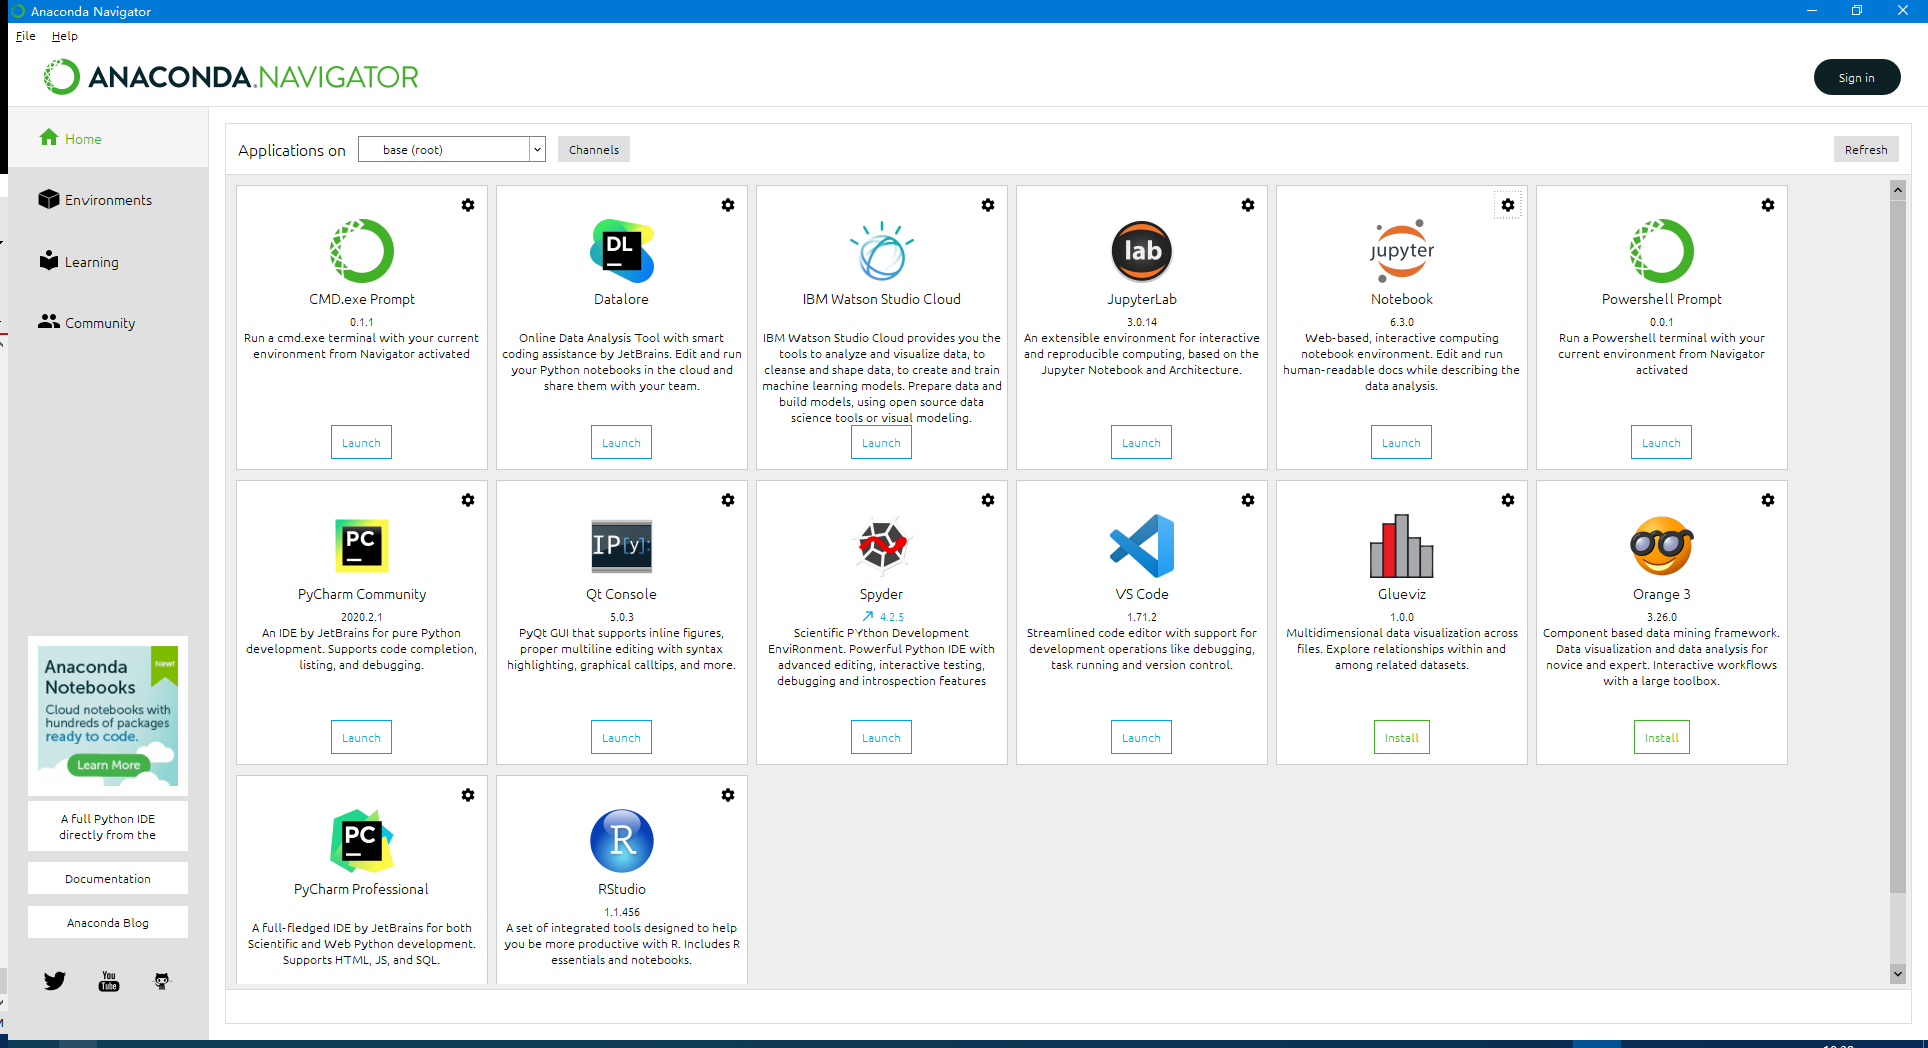 Anaconda Navigator
File Help
ANACONDA.NAVIGATOR
Sign in
Home
Environments
Learning
Community
Applications on base (root) Channels Refresh
CMD.exe Prompt
0.1.1
Run a cmd.exe terminal with your current
environment from Navigator activated
Launch
DL
Datalore
Online Data Analysis Tool with smart
coding assistance by JetBrains. Edit and run
your Python notebooks in the cloud and
share them with your team.
Launch
IBM Watson Studio Cloud
IBM Watson Studio Cloud provides you the
tools to analyze and visualize data, to
cleanse and shape data, to create and train
machine learning models. Prepare data and
build models, using open source data
science tools or visual modeling.
Launch
lab
JupyterLab
3.0.14
An extensible environment for interactive
and reproducible computing, based on the
Jupyter Notebook and Architecture.
Launch
jupyter
Notebook
6.3.0
Web-based, interactive computing
notebook environment. Edit and run
human-readable docs while describing the
data analysis.
Launch
Powershell Prompt
0.0.1
Run a Powershell terminal with your
current environment from Navigator
activated
Launch
PC
PyCharm Community
2020.2.1
An IDE by JetBrains for pure Python
development. Supports code completion,
listing, and debugging.
Launch
IP[y]:
Qt Console
5.0.3
PyQt GUI that supports inline figures,
proper multiline editing with syntax
highlighting, graphical calltips, and more.
Launch
Spyder
4.2.5
Scientific PYthon Development
EnviRonment. Powerful Python IDE with
advanced editing, interactive testing,
debugging and introspection features
Launch
VS Code
1.71.2
Streamlined code editor with support for
development operations like debugging,
task running and version control.
Launch
Glueviz
1.0.0
Multidimensional data visualization across
files. Explore relationships within and
among related datasets.
Install
Orange 3
3.26.0
Component based data mining framework.
Data visualization and data analysis for
novice and expert. Interactive workflows
with a large toolbox.
Install
PC
PyCharm Professional
A full-fledged IDE by JetBrains for both
Scientific and Web Python development.
Supports HTML, JS, and SQL.
R
RStudio
1.1.456
A set of integrated tools designed to help
you be more productive with R. Includes R
essentials and notebooks.
Anaconda
Notebooks
New!
Cloud notebooks with
hundreds of packages
ready to code.
Learn More
A full Python IDE
directly from the
Documentation
Anaconda Blog
You
Tube